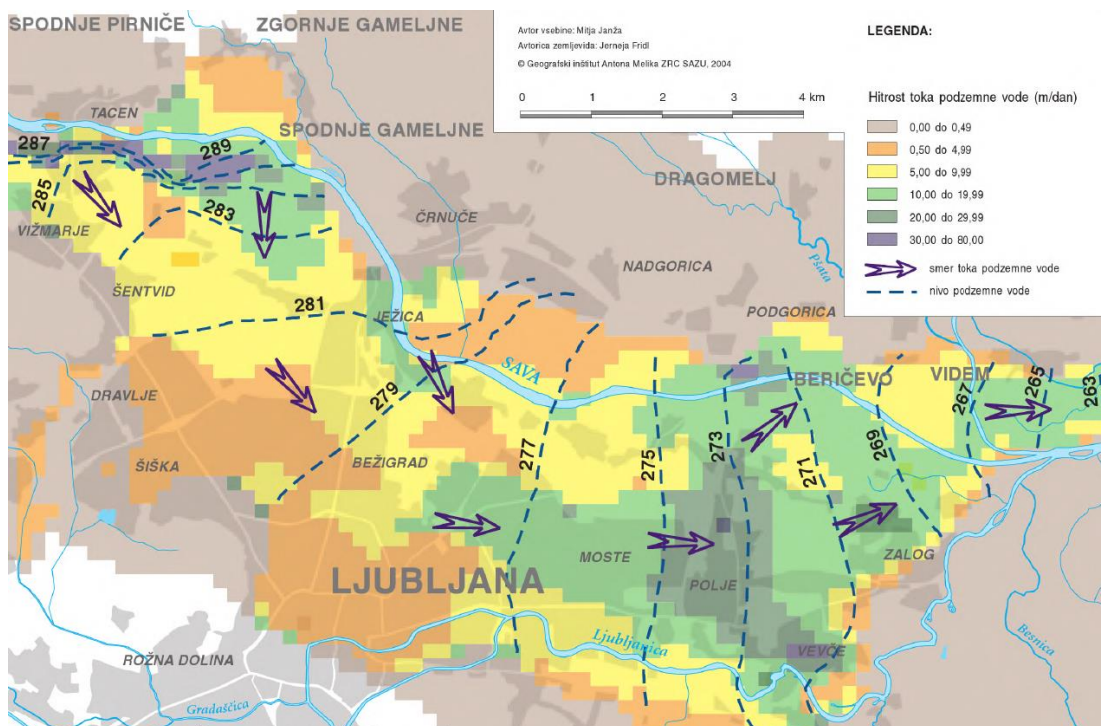 SPODNJE PIRNIČE
ZGORNJE GAMELJNE
Avtor vsebine: Mitja Janža
Avtorica zemljevida: Jerneja Fridl
© Geografski inštitut Antona Melika ZRC SAZU, 2004
0 1 2 3 4 km
LEGENDA:
Hitrost toka podzemne vode (m/dan)
0,00 do 0,49
0,50 do 4,99
5,00 do 9,99
10,00 do 19,99
20,00 do 29,99
30,00 do 80,00
smer toka podzemne vode
nivo podzemne vode
TACEN
SPODNJE GAMELJNE
287
289
285
283
VIŽMARJE
DRAGOMELJ
ČRNUČE
Pšata
NADGORICA
ŠENTVID
281
JEŽICA
PODGORICA
SAVA
BERIČEVO
VIDEM
267
265
263
DRAVLJE
279
277
275
273
271
269
ŠIŠKA
BEŽIGRAD
MOSTE
ZALOG
LJUBLJANA
POLJE
Ljubljanica
VEVČE
Besnica
ROŽNA DOLINA
Gradaščica